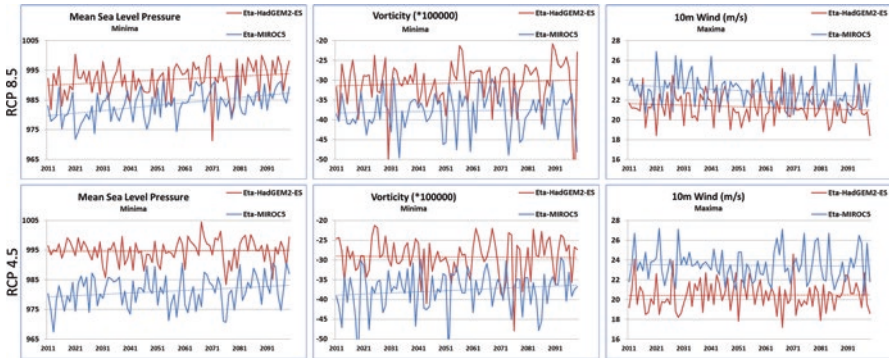 RCP 8.5
Mean Sea Level Pressure
Minima
Eta-HadGEM2-ES
Eta-MIROC5
1005
995
985
975
965
2011 2021 2031 2041 2051 2061 2071 2081 2091
Vorticity (*100000)
Minima
Eta-HadGEM2-ES
Eta-MIROC5
-20
-25
-30
-35
-40
-45
-50
2011 2021 2031 2041 2051 2061 2071 2081 2091
10m Wind (m/s)
Maxima
Eta-HadGEM2-ES
Eta-MIROC5
28
26
24
22
20
18
16
2011 2021 2031 2041 2051 2061 2071 2081 2091
RCP 4.5
Mean Sea Level Pressure
Minima
Eta-HadGEM2-ES
Eta-MIROC5
1005
995
985
975
965
2011 2021 2031 2041 2051 2061 2071 2081 2091
Vorticity (*100000)
Minima
Eta-HadGEM2-ES
Eta-MIROC5
-20
-25
-30
-35
-40
-45
-50
2011 2021 2031 2041 2051 2061 2071 2081 2091
10m Wind (m/s)
Maxima
Eta-HadGEM2-ES
Eta-MIROC5
28
26
24
22
20
18
16
2011 2021 2031 2041 2051 2061 2071 2081 2091